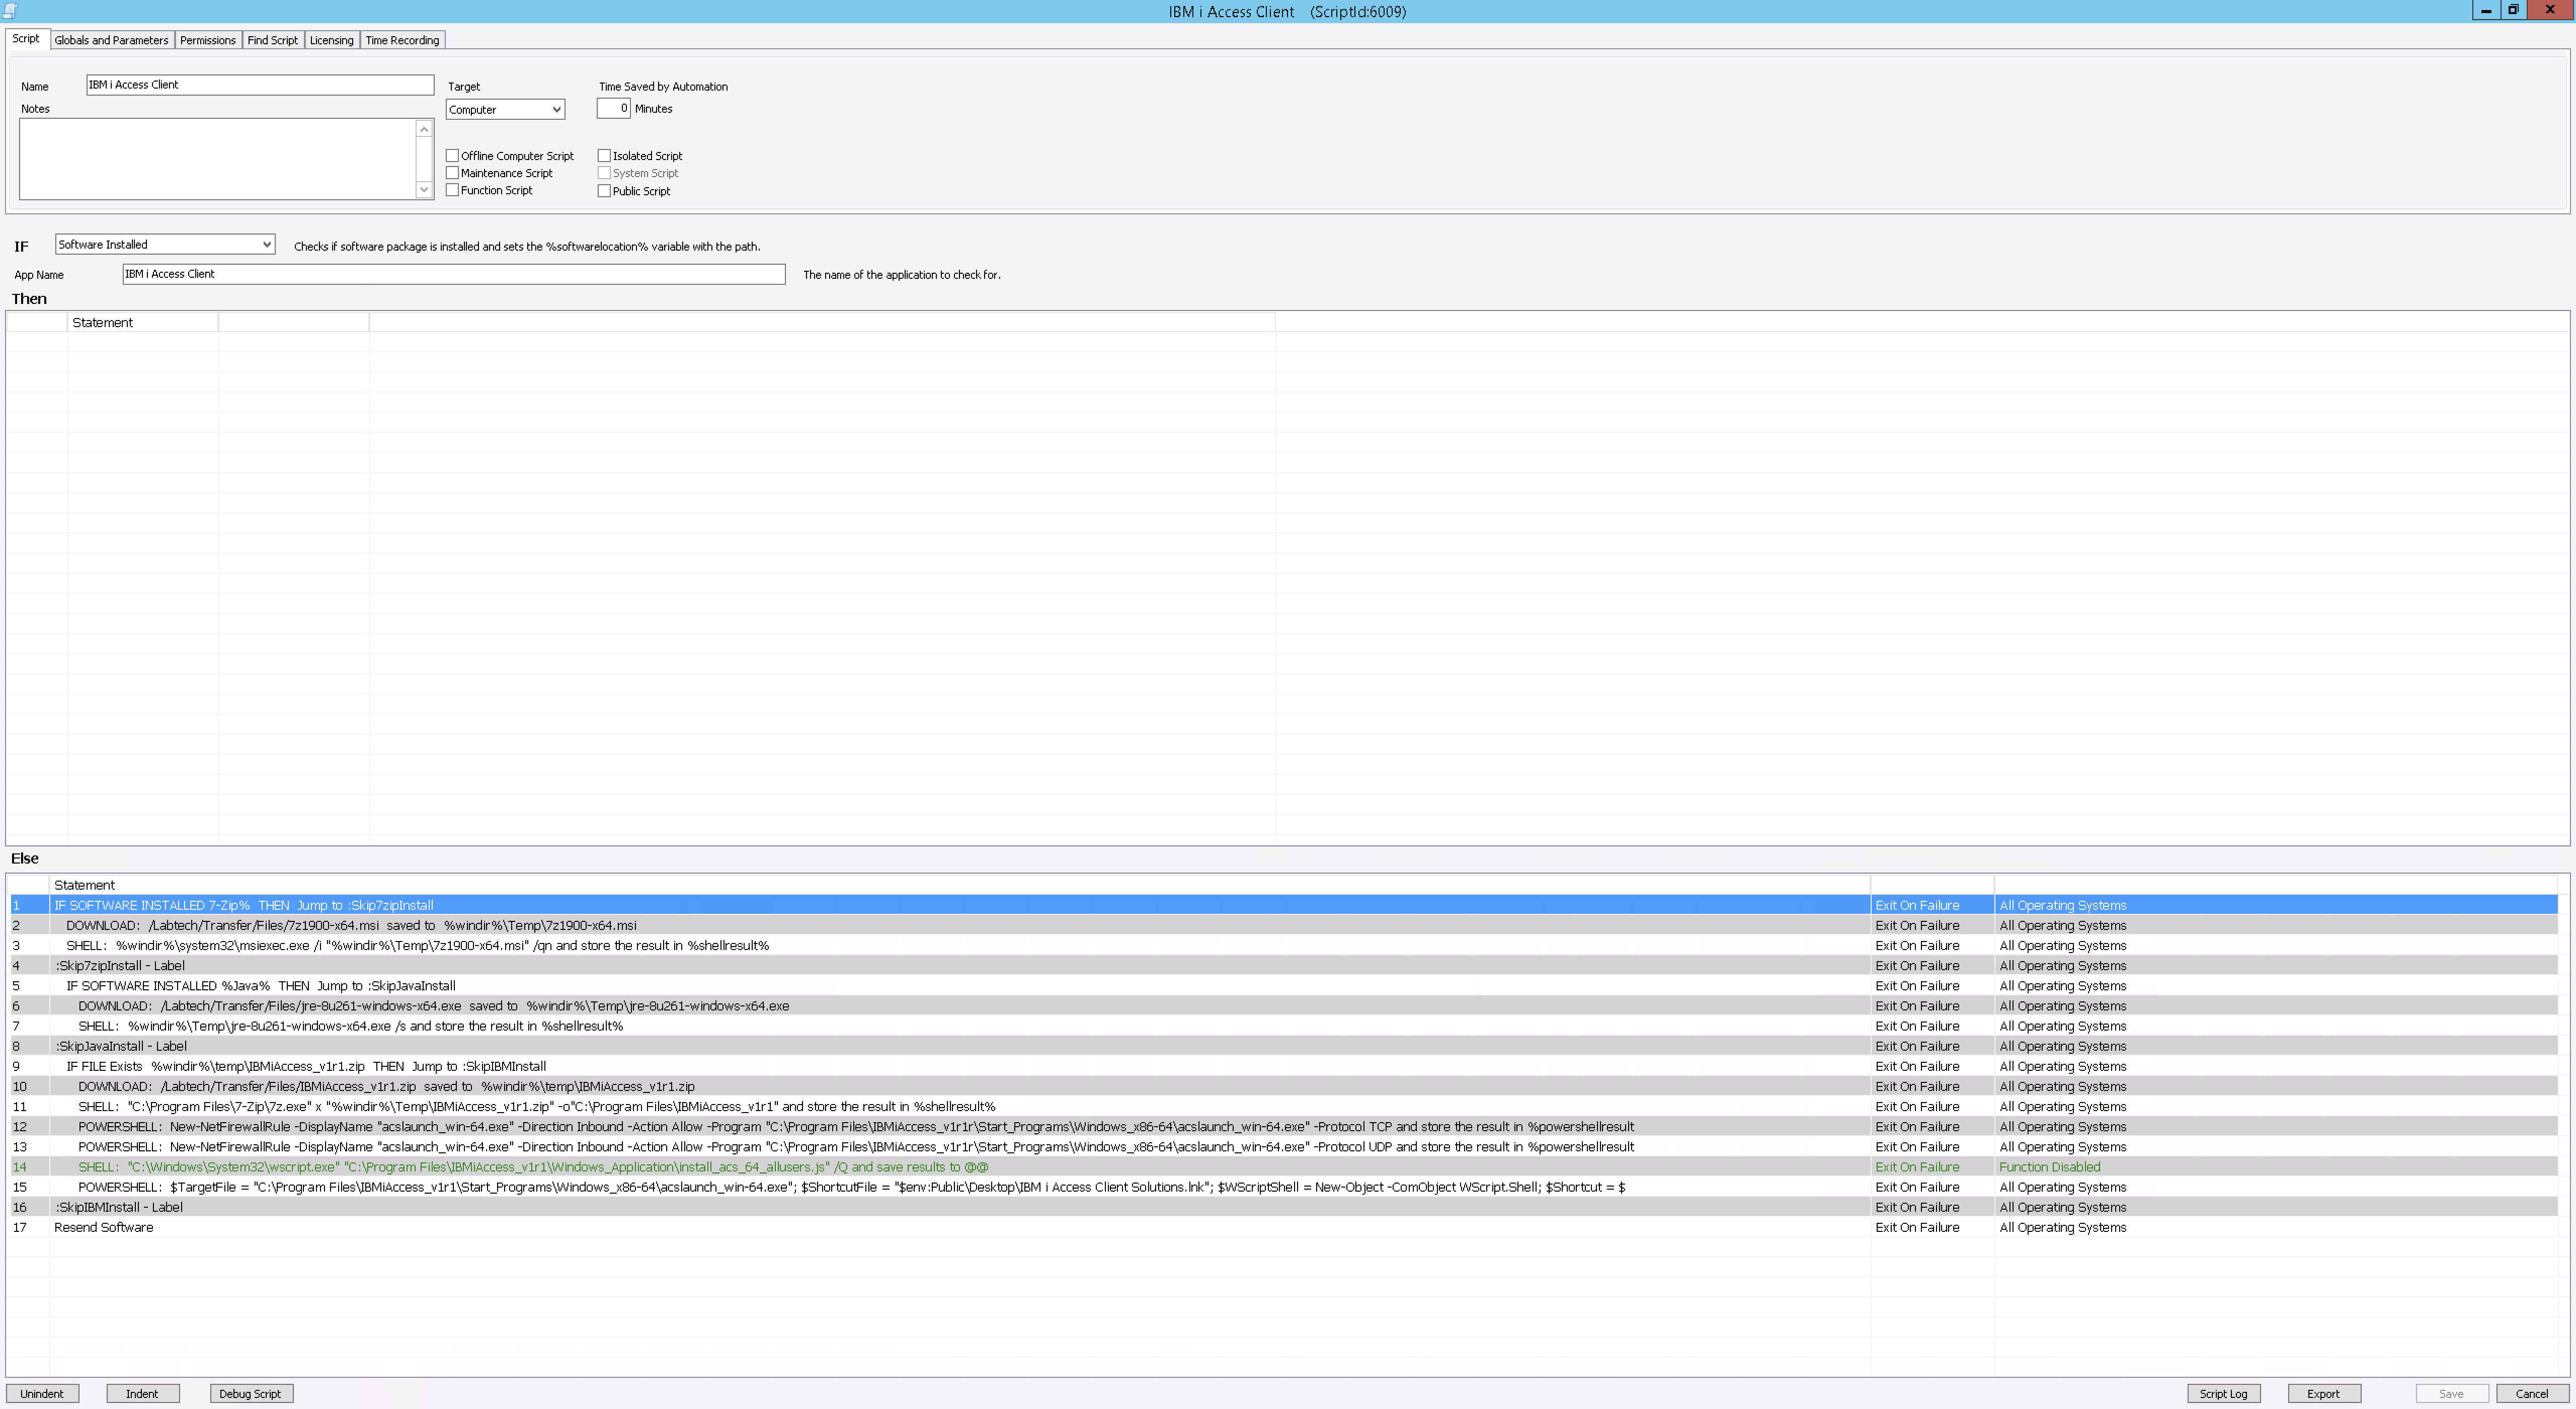 IBM i Access Client (ScriptId:6009)
Script Globals and Parameters Permissions Find Script Licensing Time Recording
Name IBM i Access Client Target Time Saved by Automation
Notes Computer 0 Minutes
Offline Computer Script Isolated Script
Maintenance Script System Script
Function Script Public Script
IF Software Installed Checks if software package is installed and sets the %softwarelocation% variable with the path.
App Name IBM i Access Client The name of the application to check for.
Then
Statement
Else
Statement
1 IF SOFTWARE INSTALLED 7-Zip% THEN Jump to :Skip7zipInstall Exit On Failure All Operating Systems
2 DOWNLOAD: /Labtech/Transfer/Files/7z1900-x64.msi saved to %windir%\Temp\7z1900-x64.msi Exit On Failure All Operating Systems
3 SHELL: %windir%\system32\msiexec.exe /i "%windir%\Temp\7z1900-x64.msi" /qn and store the result in %shellresult% Exit On Failure All Operating Systems
4 :Skip7zipInstall - Label Exit On Failure All Operating Systems
5 IF SOFTWARE INSTALLED %Java% THEN Jump to :SkipJavaInstall Exit On Failure All Operating Systems
6 DOWNLOAD: /Labtech/Transfer/Files/jre-8u261-windows-x64.exe saved to %windir%\Temp\jre-8u261-windows-x64.exe Exit On Failure All Operating Systems
7 SHELL: %windir%\Temp\jre-8u261-windows-x64.exe /s and store the result in %shellresult% Exit On Failure All Operating Systems
8 :SkipJavaInstall - Label Exit On Failure All Operating Systems
9 IF FILE Exists %windir%\temp\IBMiAccess_v1r1.zip THEN Jump to :SkipIBMInstall Exit On Failure All Operating Systems
10 DOWNLOAD: /Labtech/Transfer/Files/IBMiAccess_v1r1.zip saved to %windir%\temp\IBMiAccess_v1r1.zip Exit On Failure All Operating Systems
11 SHELL: "C:\Program Files\7-Zip\7z.exe" x "%windir%\Temp\IBMiAccess_v1r1.zip" -o"C:\Program Files\IBMiAccess_v1r1" and store the result in %shellresult% Exit On Failure All Operating Systems
12 POWERSHELL: New-NetFirewallRule -DisplayName "acslaunch_win-64.exe" -Direction Inbound -Action Allow -Program "C:\Program Files\IBMiAccess_v1r1r\Start_Programs\Windows_x86-64\acslaunch_win-64.exe" -Protocol TCP and store the result in %powershellresult Exit On Failure All Operating Systems
13 POWERSHELL: New-NetFirewallRule -DisplayName "acslaunch_win-64.exe" -Direction Inbound -Action Allow -Program "C:\Program Files\IBMiAccess_v1r1r\Start_Programs\Windows_x86-64\acslaunch_win-64.exe" -Protocol UDP and store the result in %powershellresult Exit On Failure All Operating Systems
14 SHELL: "C:\Windows\System32\wscript.exe" "C:\Program Files\IBMiAccess_v1r1\Windows_Application\install_acs_64_allusers.js" /Q and save results to @@ Exit On Failure Function Disabled
15 POWERSHELL: $TargetFile = "C:\Program Files\IBMiAccess_v1r1\Start_Programs\Windows_x86-64\acslaunch_win-64.exe"; $ShortcutFile = "$env:Public\Desktop\IBM i Access Client Solutions.lnk"; $WScriptShell = New-Object -ComObject WScript.Shell; $Shortcut = $ Exit On Failure All Operating Systems
16 :SkipIBMInstall - Label Exit On Failure All Operating Systems
17 Resend Software Exit On Failure All Operating Systems
Unindent Indent Debug Script Script Log Export Save Cancel